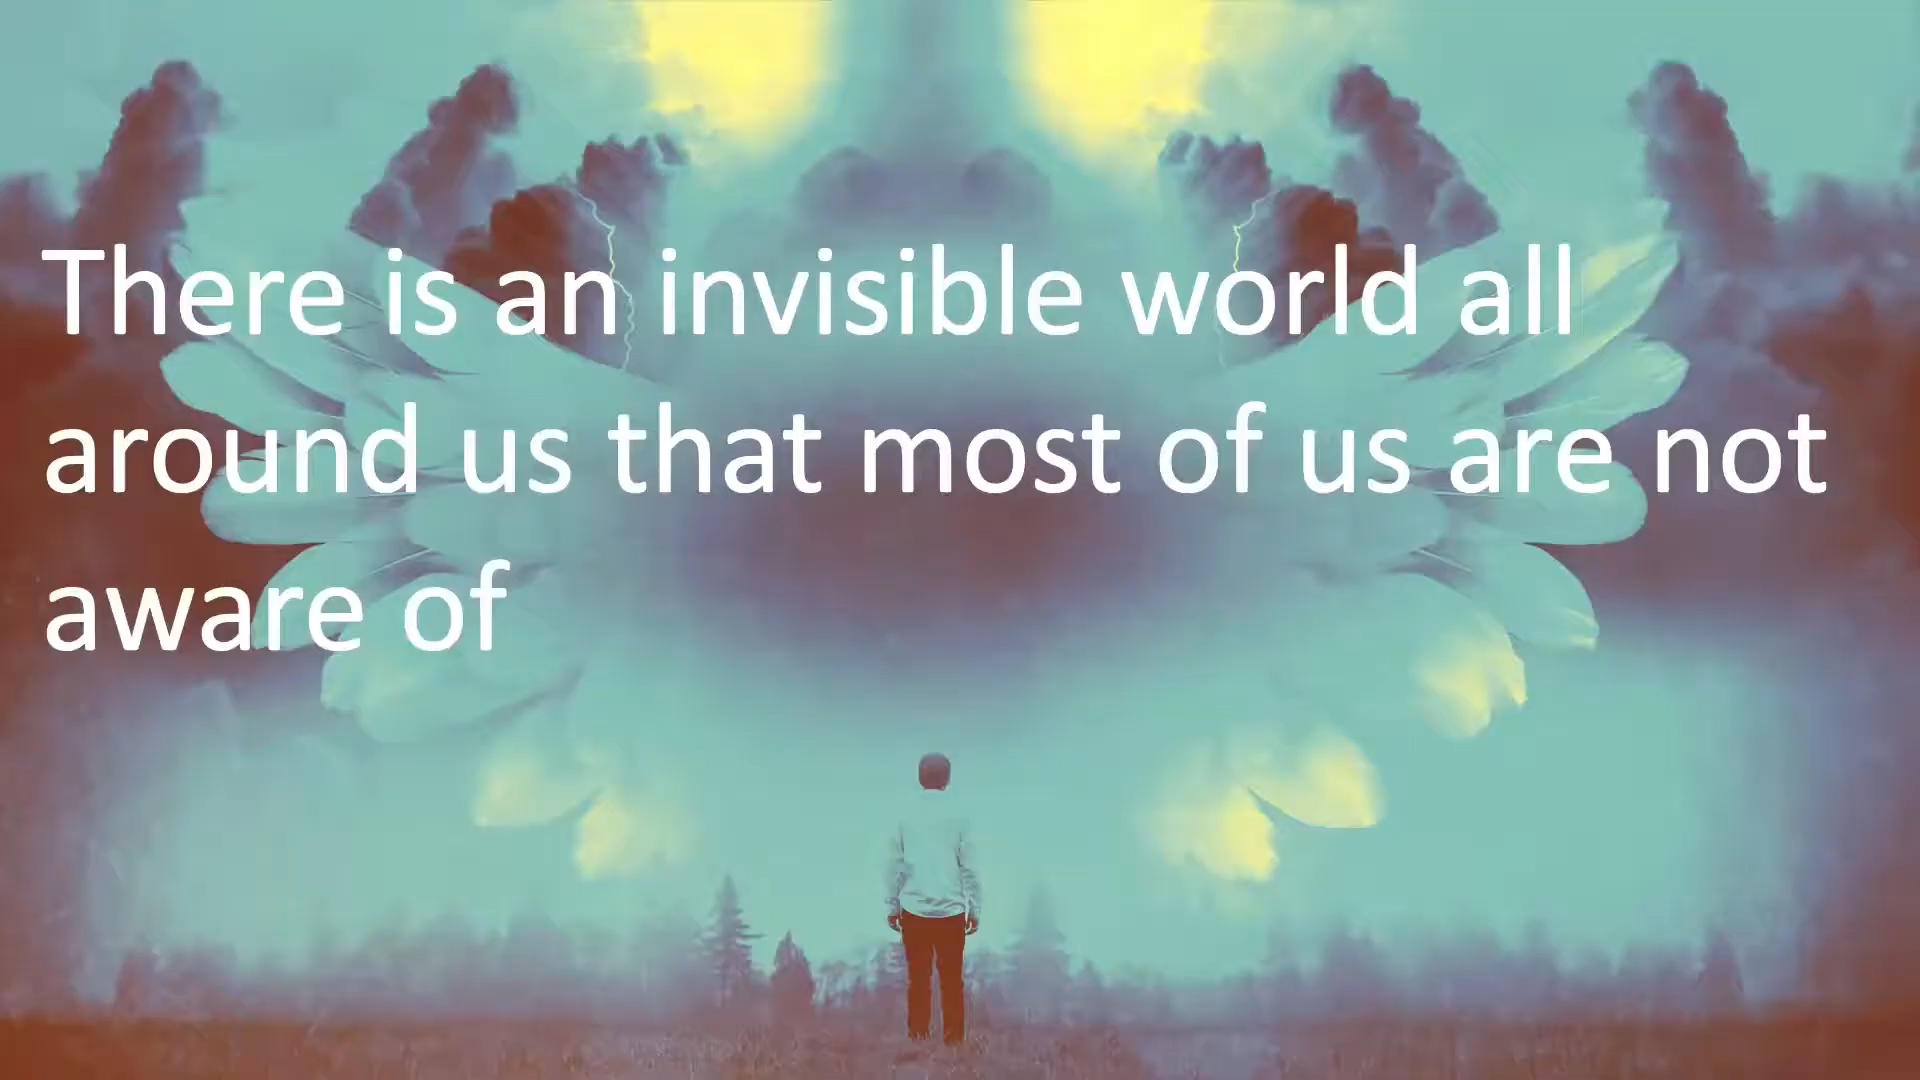 There is an invisible world all
around us that most of us are not
aware of